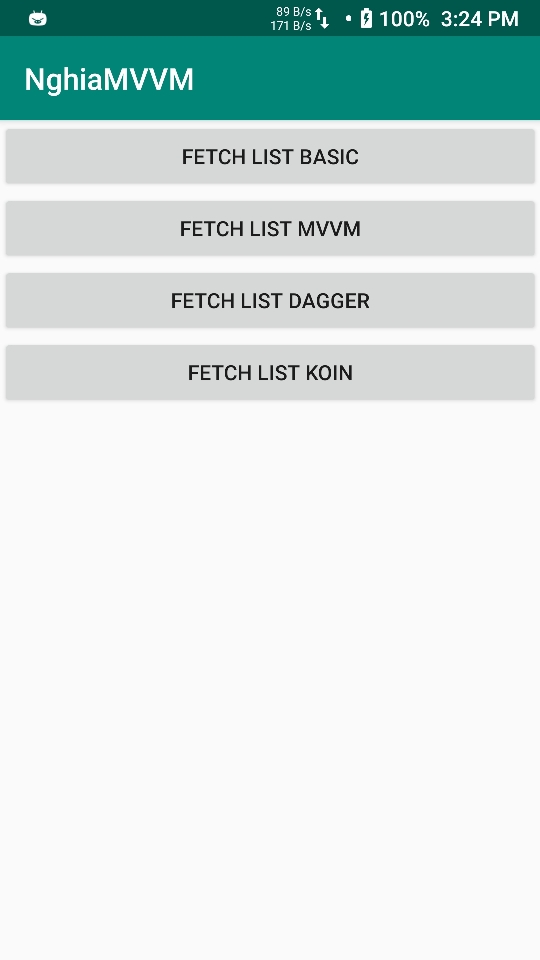 89 B/s
171 B/s
100% 3:24 PM
NghiaMVVM
FETCH LIST BASIC
FETCH LIST MVVM
FETCH LIST DAGGER
FETCH LIST KOIN